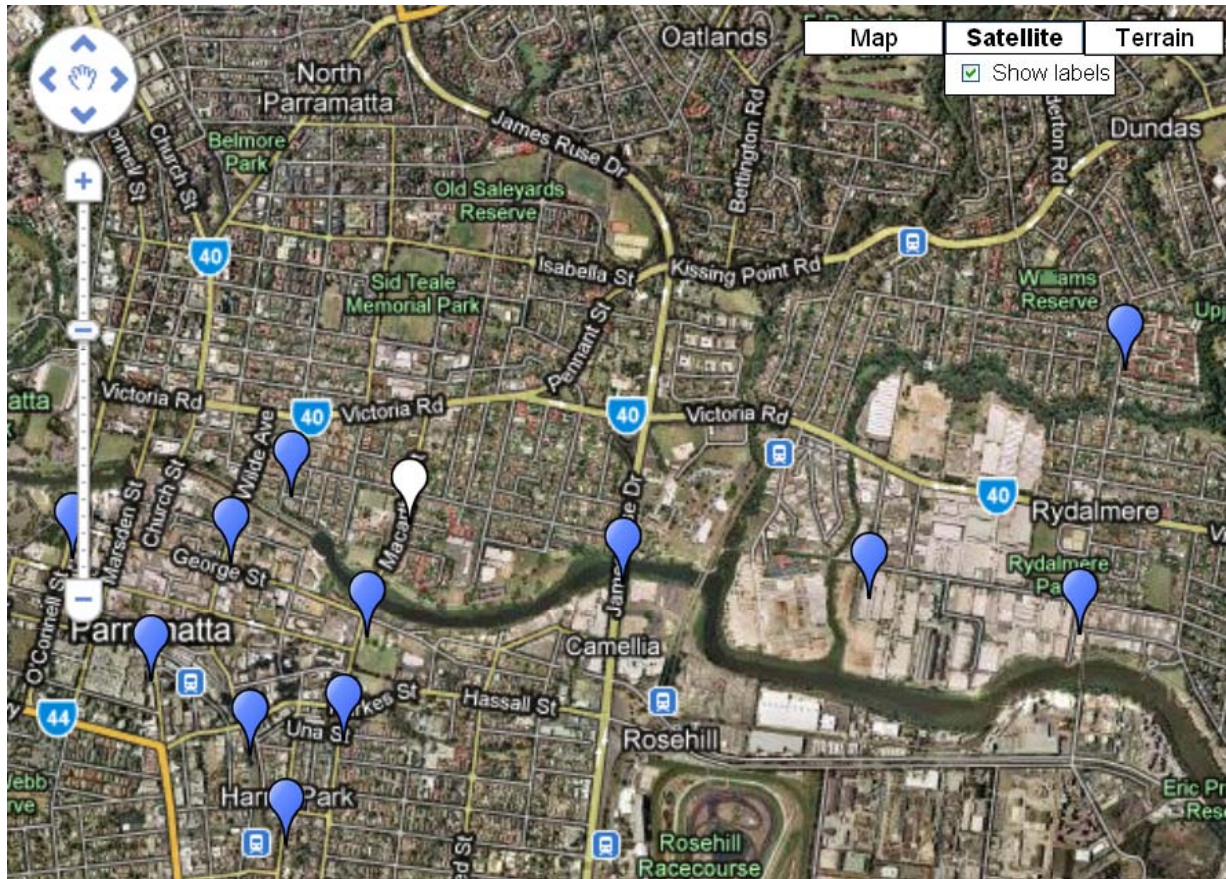 Oatlands
Map
Satellite
Terrain
Show labels
North
Parramatta
Church St
James Ruse Dr
Bettington Rd
Dundas
Belmore
Park
Old Saleyards
Reserve
40
Isabella St
Kissing Point Rd
Sid Teale
Memorial Park
Pennant St
Williams
Reserve
Victoria Rd
40
Victoria Rd
40
Victoria Rd
Wilde Ave
40
Rydalmere
Marsden St
Church St
George St
O'Connell St
Rydalmere
Parramatta
Camellia
44
Una St
Hassall St
Rosehill
Park
Rosehill
Racecourse